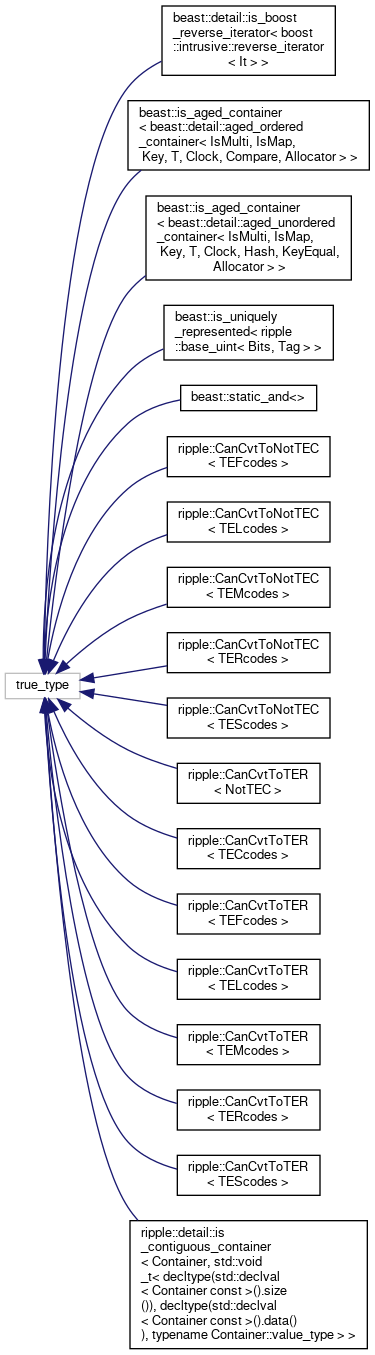 beast::detail::is_boost
_reverse_iterator< boost
::intrusive::reverse_iterator
< It > >
beast::is_aged_container
< beast::detail::aged_ordered
_container< IsMulti, IsMap,
Key, T, Clock, Compare, Allocator > >
beast::is_aged_container
< beast::detail::aged_unordered
_container< IsMulti, IsMap,
Key, T, Clock, Hash, KeyEqual,
Allocator > >
beast::is_uniquely
_represented< ripple
::base_uint< Bits, Tag > >
beast::static_and<>
ripple::CanCvtToNotTEC
< TEFcodes >
ripple::CanCvtToNotTEC
< TELcodes >
ripple::CanCvtToNotTEC
< TEMcodes >
ripple::CanCvtToNotTEC
< TERcodes >
true_type
ripple::CanCvtToNotTEC
< TEScodes >
ripple::CanCvtToTER
< NotTEC >
ripple::CanCvtToTER
< TECcodes >
ripple::CanCvtToTER
< TEFcodes >
ripple::CanCvtToTER
< TELcodes >
ripple::CanCvtToTER
< TEMcodes >
ripple::CanCvtToTER
< TERcodes >
ripple::CanCvtToTER
< TEScodes >
ripple::detail::is
_contiguous_container
< Container, std::void
_t< decltype(std::declval
< Container const >().size
()), decltype(std::declval
< Container const >().data()
), typename Container::value_type > >